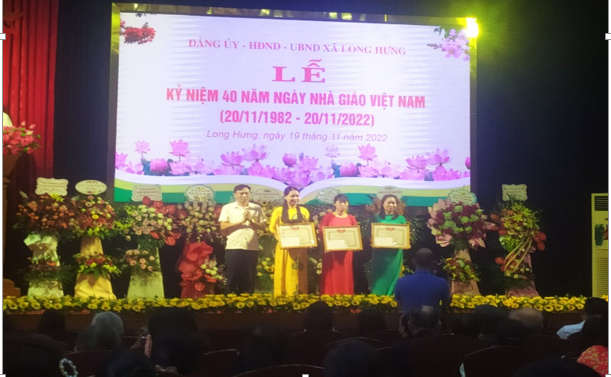 ĐẢNG ỦY - HĐND - UBND XÃ LONG HƯNG
LỄ
KỶ NIỆM 40 NĂM NGÀY NHÀ GIÁO VIỆT NAM
(20/11/1982 - 20/11/2022)
Long Hưng, ngày 19 tháng 11 năm 2022